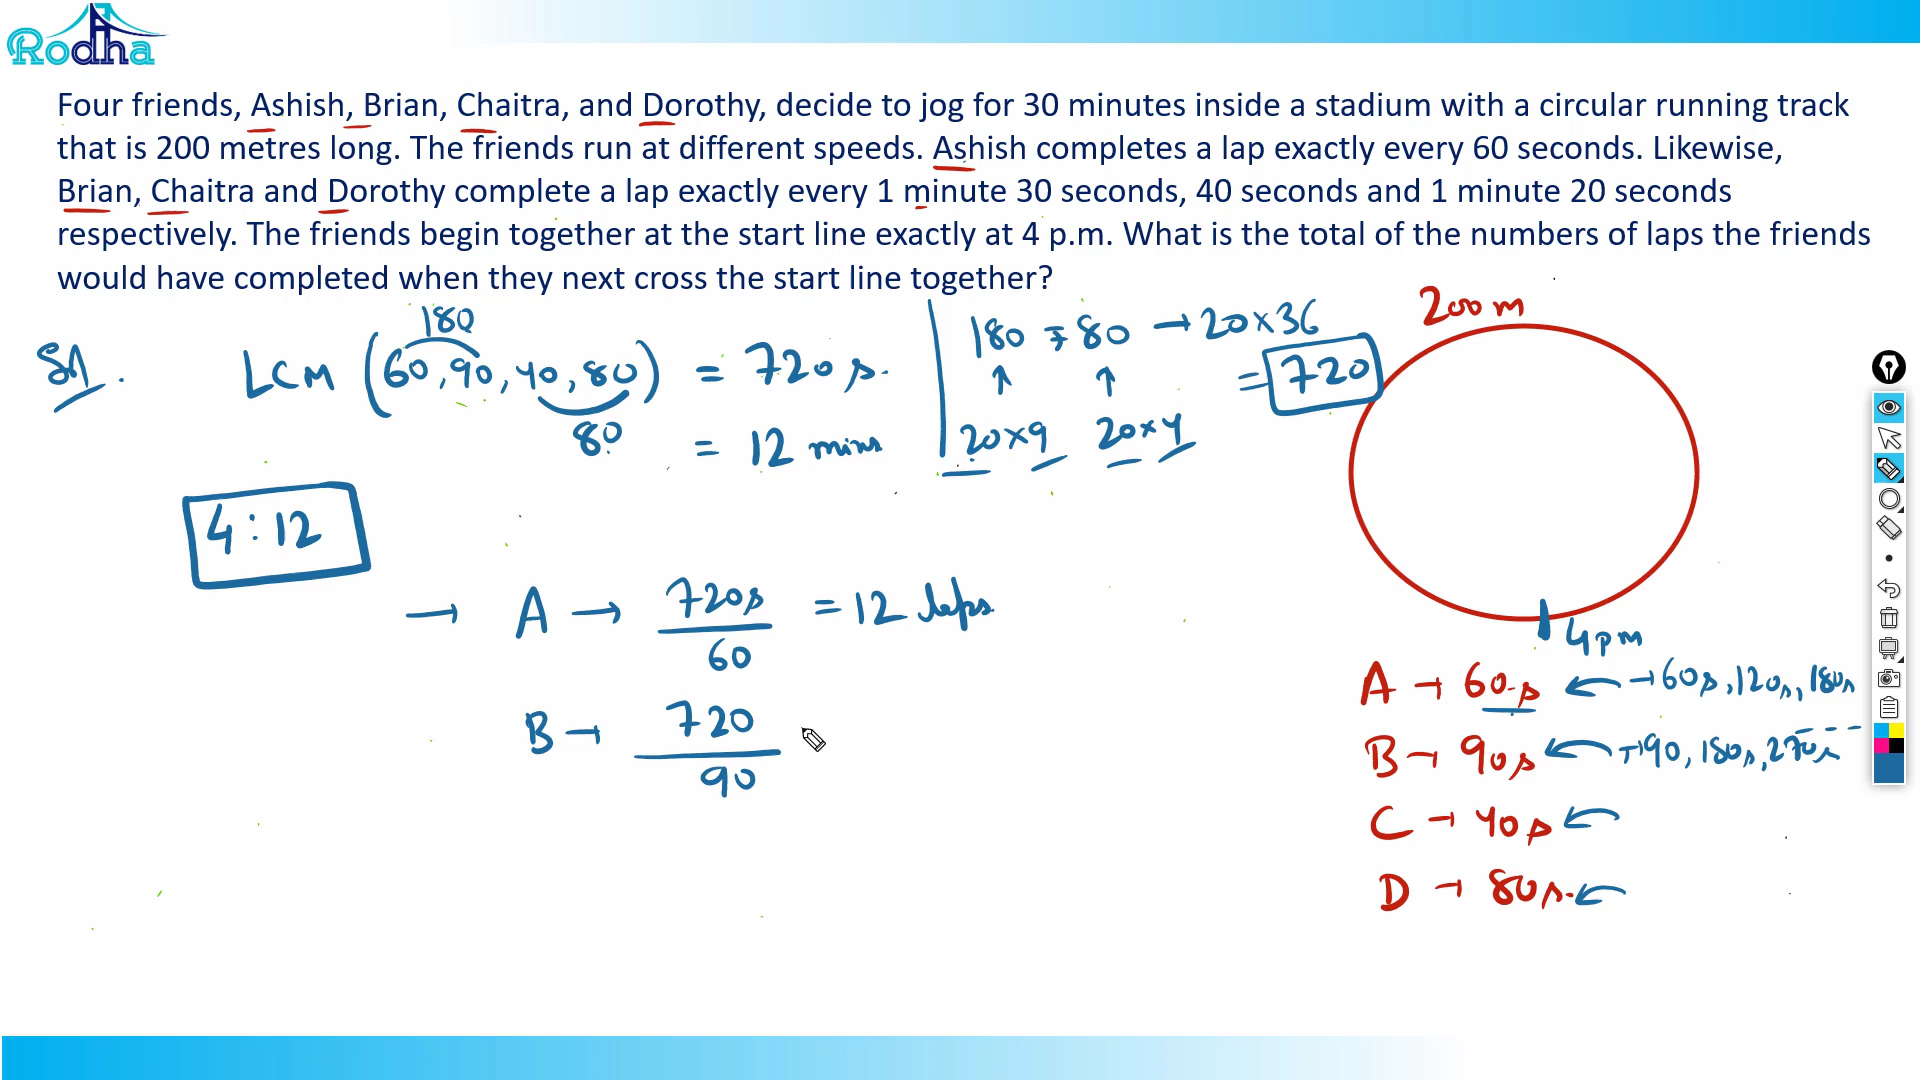 Rodha
Four friends, Ashish, Brian, Chaitra, and Dorothy, decide to jog for 30 minutes inside a stadium with a circular running track
that is 200 metres long. The friends run at different speeds. Ashish completes a lap exactly every 60 seconds. Likewise,
Brian, Chaitra and Dorothy complete a lap exactly every 1 minute 30 seconds, 40 seconds and 1 minute 20 seconds
respectively. The friends begin together at the start line exactly at 4 p.m. What is the total of the numbers of laps the friends
would have completed when they next cross the start line together?
180
LCM (60, 90, 40, 80) = 720 s.
80
= 12 mins
180 80 → 20×36
= 720
20×9 20×4
200 m
4:12
→ A → 720s / 60 = 12 laps
B → 720 / 90
4pm
A → 60 s ← → 60s, 120s, 180s
B → 90s ← → 90, 180s, 270s
C → 40s ←
D → 80s. ←